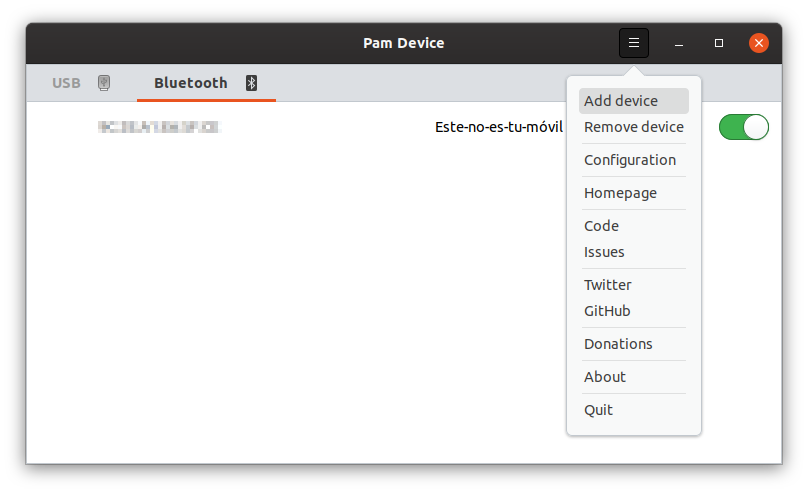 Pam Device
USB
Bluetooth
Este-no-es-tu-móvil
Add device
Remove device
Configuration
Homepage
Code
Issues
Twitter
GitHub
Donations
About
Quit